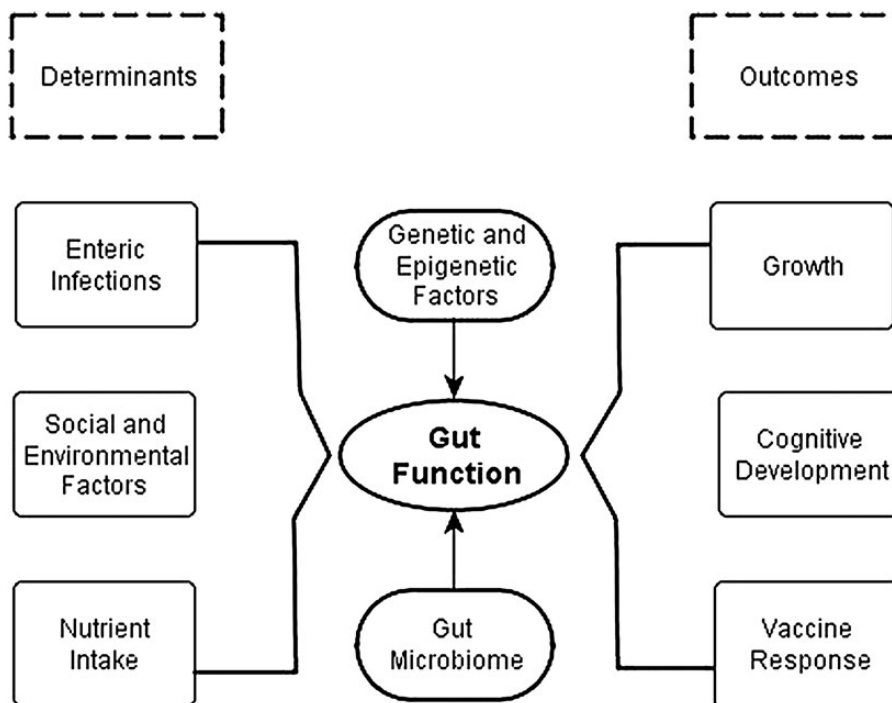 Determinants
Outcomes
Enteric
Infections
Genetic and
Epigenetic
Factors
Growth
Social and
Environmental
Factors
Gut
Function
Cognitive
Development
Nutrient
Intake
Gut
Microbiome
Vaccine
Response